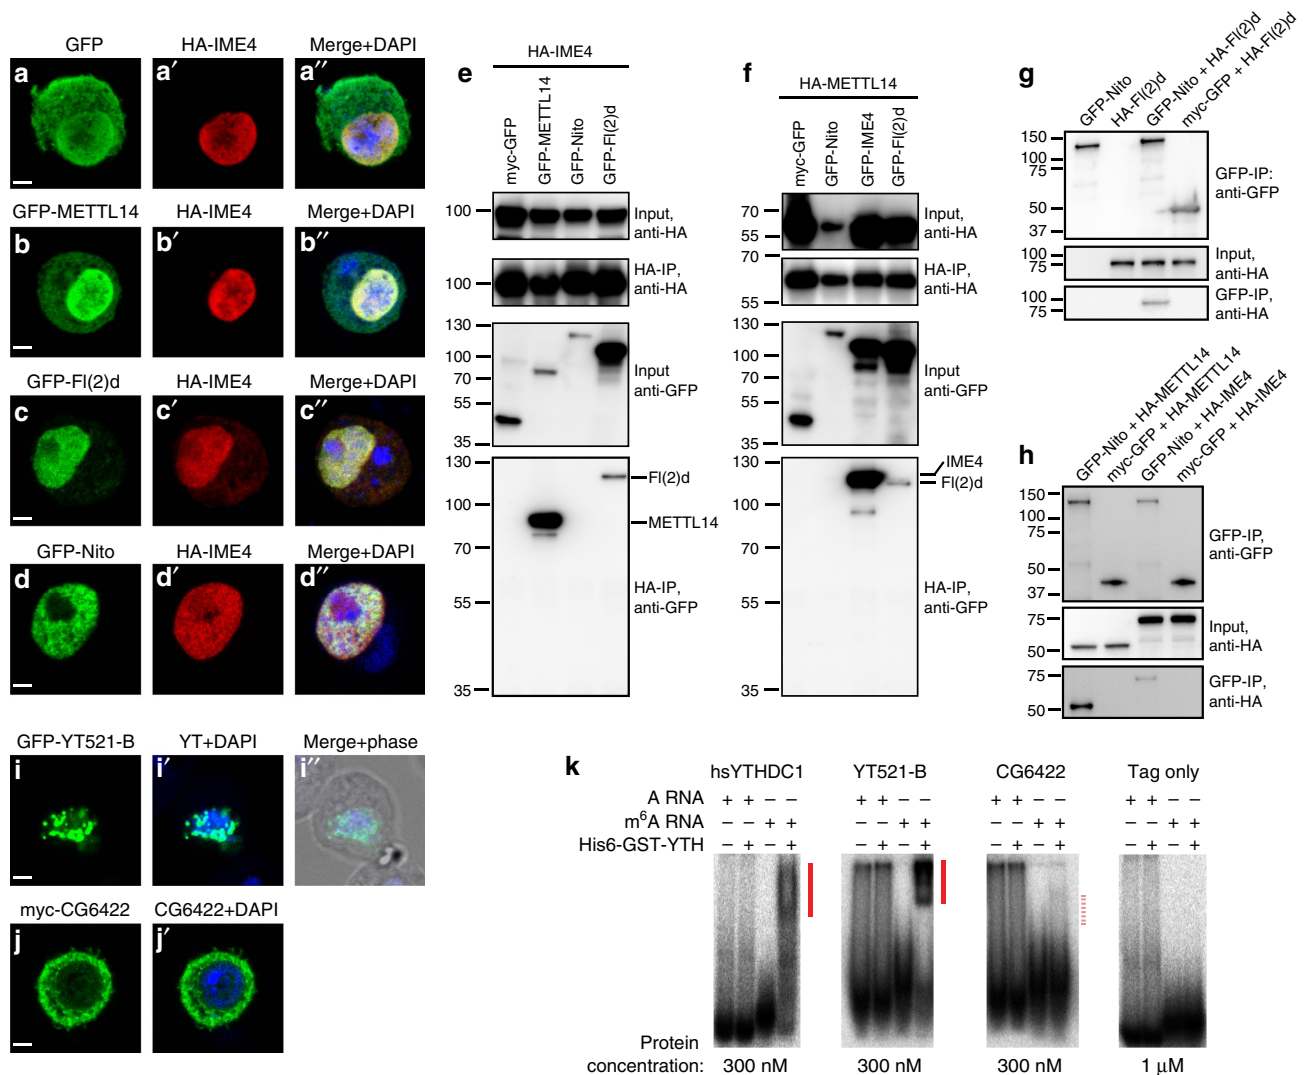 GFP HA-IME4 Merge+DAPI
a a′ a″
GFP-METTL14 HA-IME4 Merge+DAPI
b b′ b″
GFP-Fl(2)d HA-IME4 Merge+DAPI
c c′ c″
GFP-Nito HA-IME4 Merge+DAPI
d d′ d″
e
HA-IME4
myc-GFP GFP-METTL14 GFP-Nito GFP-Fl(2)d
100
Input,
anti-HA
100
HA-IP,
anti-HA
130
100
70
55
35
Input
anti-GFP
130
100
70
55
35
Fl(2)d
METTL14
HA-IP,
anti-GFP
f
HA-METTL14
myc-GFP GFP-Nito GFP-IME4 GFP-Fl(2)d
70
55
Input,
anti-HA
70
55
HA-IP,
anti-HA
130
100
70
55
35
Input
anti-GFP
130
100
70
55
35
IME4
Fl(2)d
HA-IP,
anti-GFP
g
GFP-Nito
HA-Fl(2)d
GFP-Nito + HA-Fl(2)d
myc-GFP + HA-Fl(2)d
150
100
75
50
37
GFP-IP:
anti-GFP
100
75
Input,
anti-HA
100
75
GFP-IP,
anti-HA
h
GFP-Nito + HA-METTL14
myc-GFP + HA-METTL14
GFP-Nito + HA-IME4
myc-GFP + HA-IME4
150
100
50
37
GFP-IP,
anti-GFP
75
50
Input,
anti-HA
75
50
GFP-IP,
anti-HA
GFP-YT521-B YT+DAPI Merge+phase
i i′ i″
myc-CG6422 CG6422+DAPI
j j′
k
hsYTHDC1 YT521-B CG6422 Tag only
A RNA + + − − + + − − + + − − + + − −
m⁶A RNA − − + + − − + + − − + + − − + +
His6-GST-YTH − + − + − + − + − + − + − + − +
Protein
concentration: 300 nM 300 nM 300 nM 1 μM